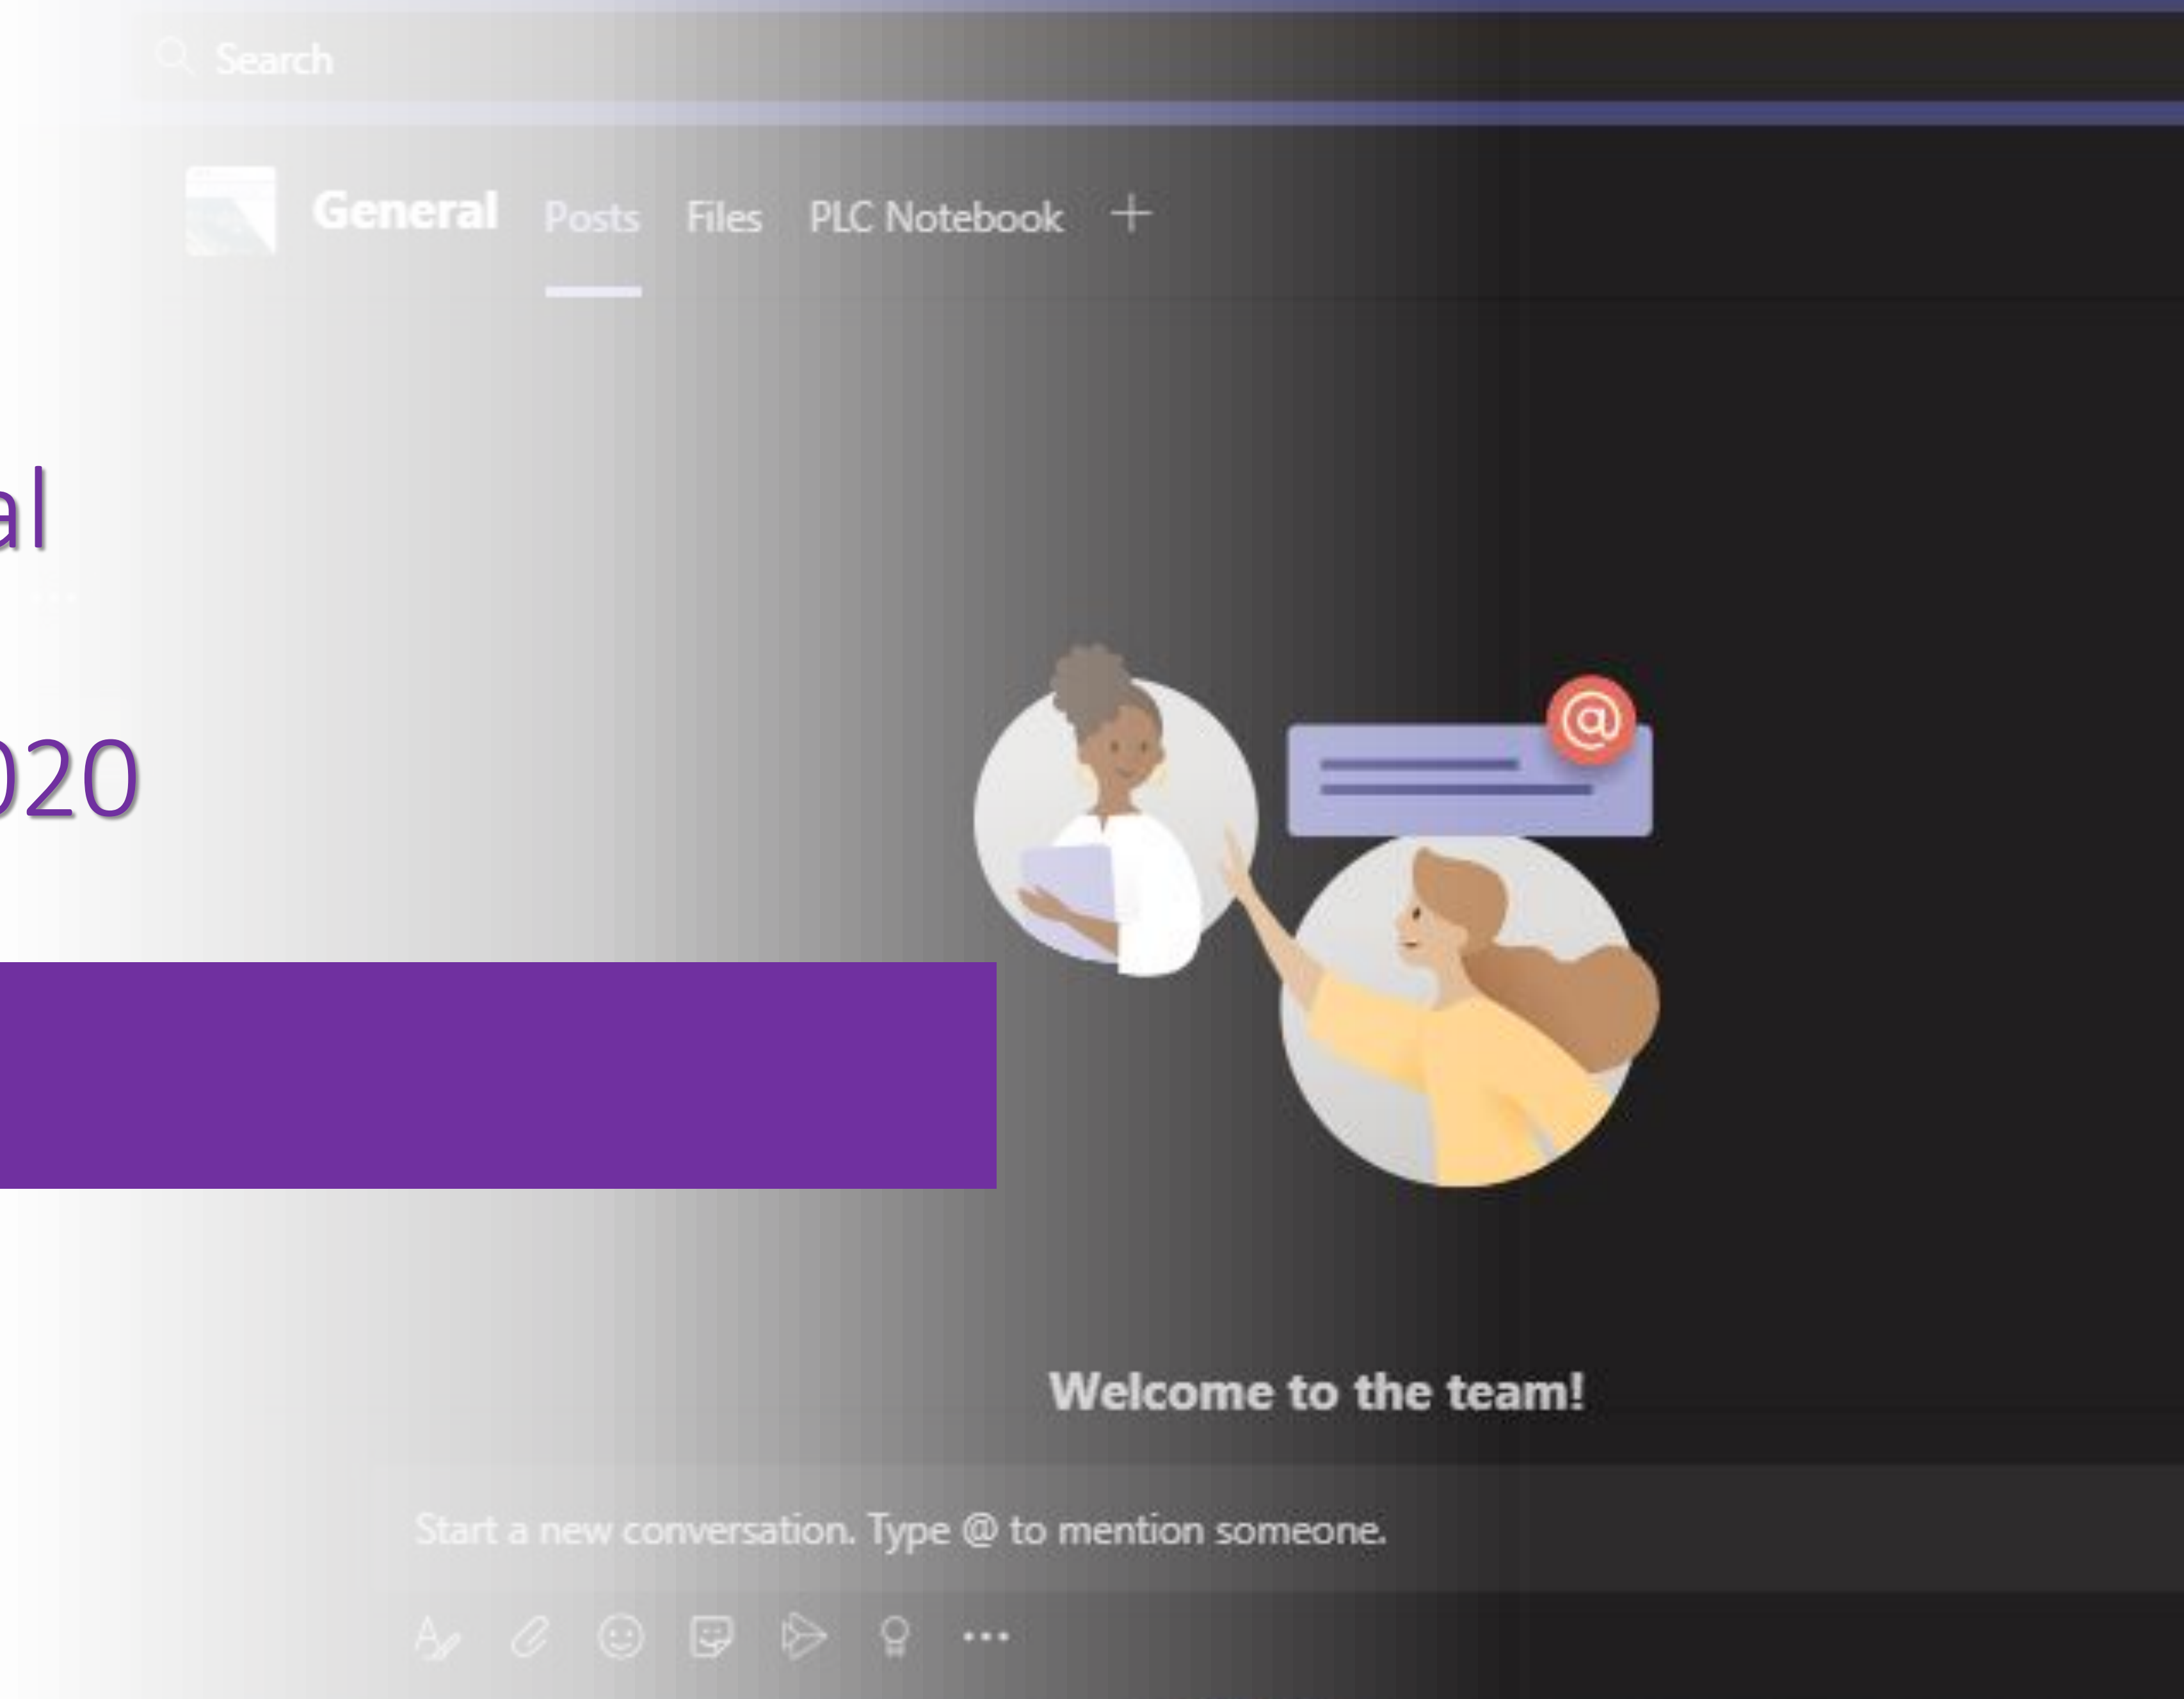 Search
General Posts Files PLC Notebook
al
020
@
Welcome to the team!
Start a new conversation. Type @ to mention someone.